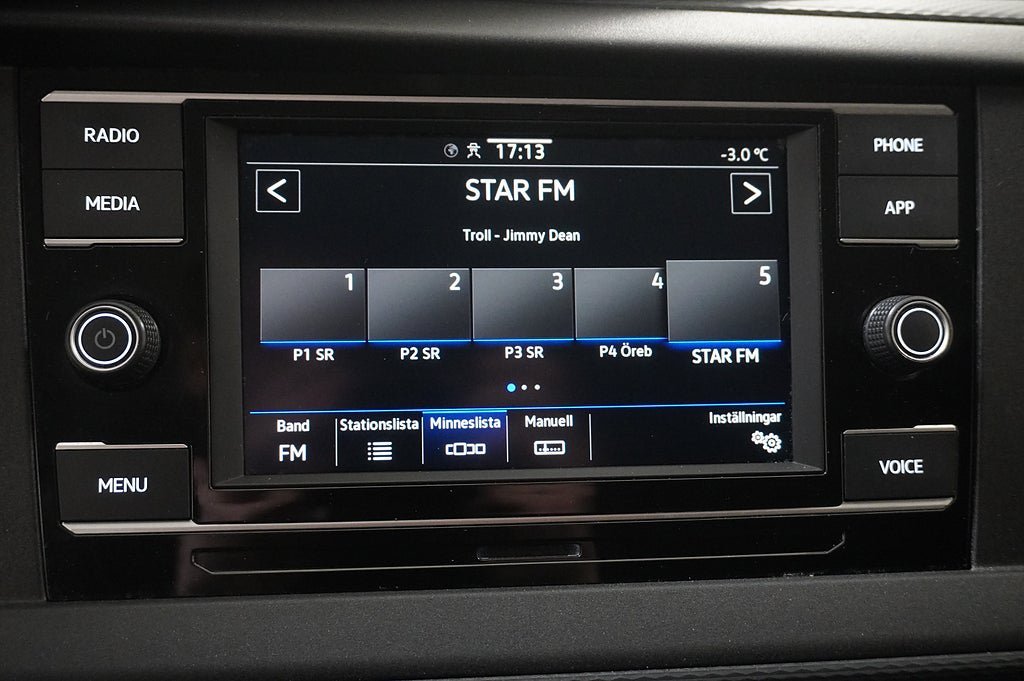 RADIO
MEDIA
MENU
17:13
-3.0 °C
<
STAR FM
>
Troll - Jimmy Dean
1 2 3 4 5
P1 SR P2 SR P3 SR P4 Öreb STAR FM
Band Stationslista Minneslista Manuell Inställningar
FM
PHONE
APP
VOICE